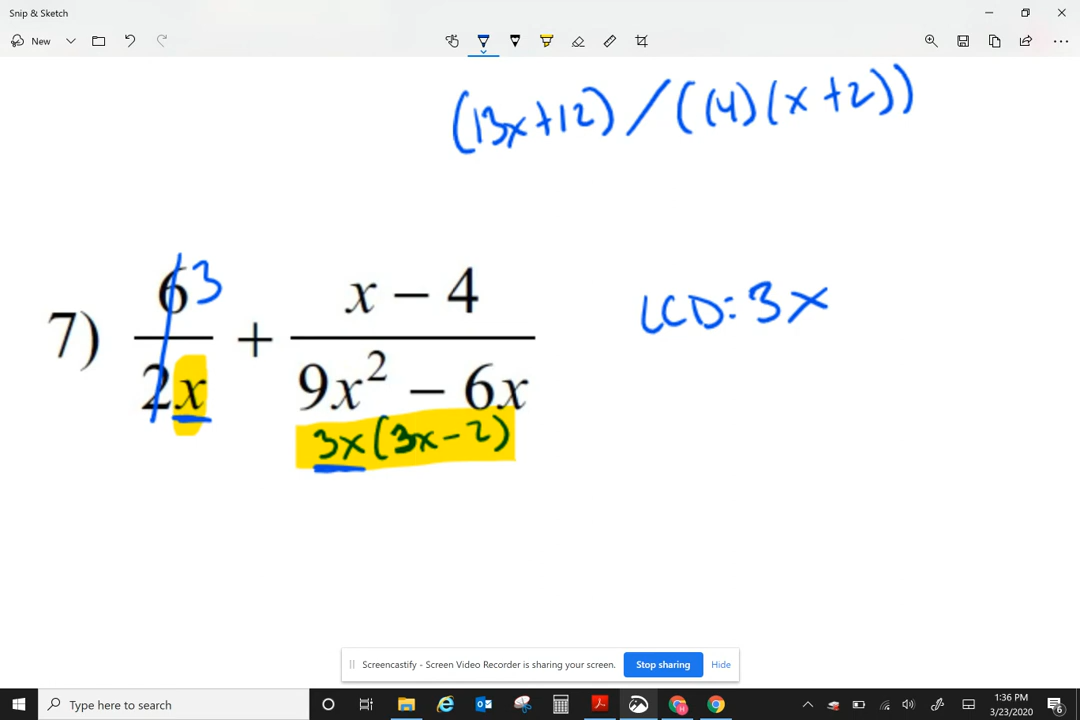 Snip & Sketch
New
(13x+12)/((4)(x+2))
7) 6/2x + x − 4/9x² − 6x
3
LCD: 3x
3x(3x-2)
Screencastify - Screen Video Recorder is sharing your screen. Stop sharing Hide
Type here to search
1:36 PM
3/23/2020
6